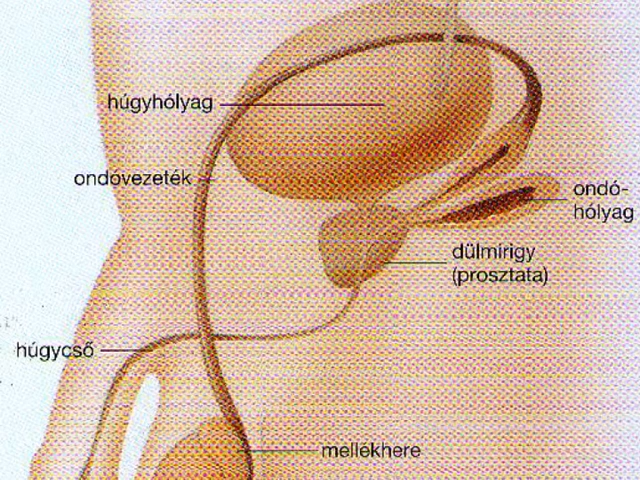 húgyhólyag
ondóvezeték
ondó-
hólyag
dülmirigy
(prosztata)
húgycső
mellékhere